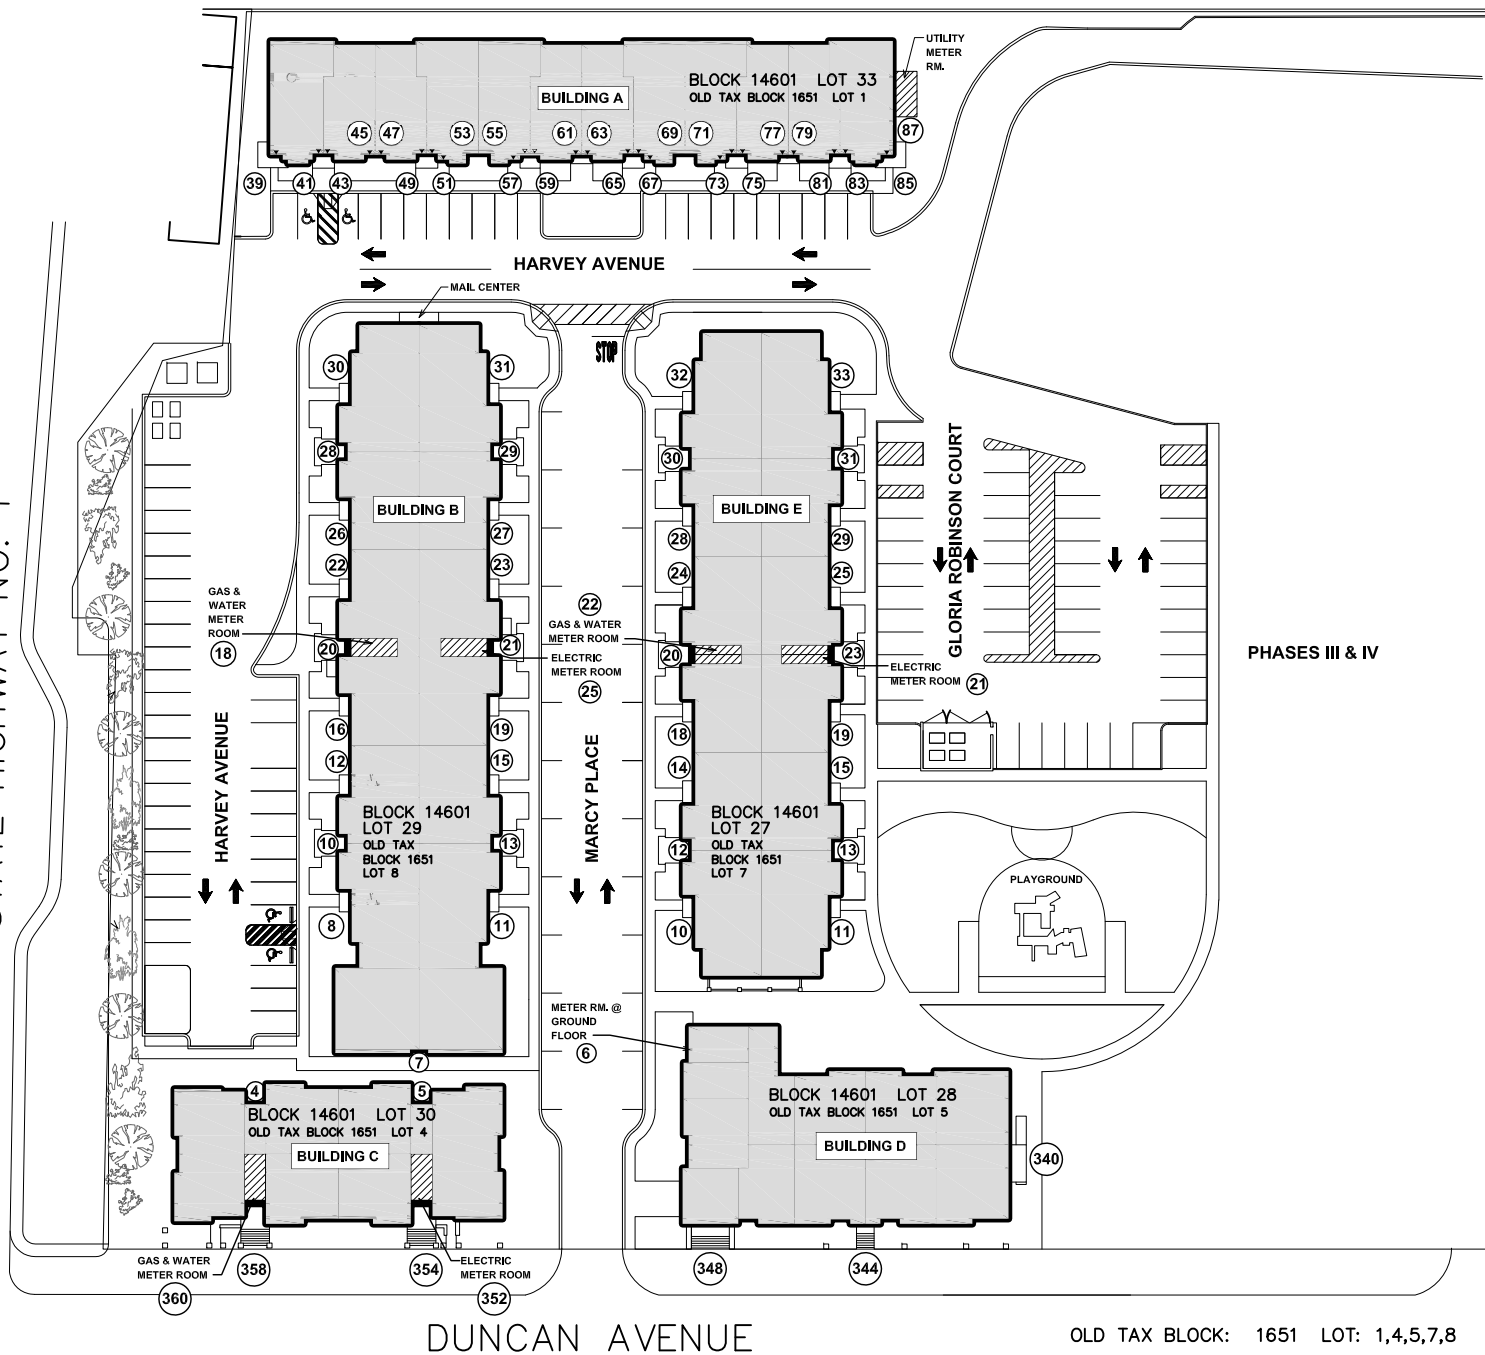 UTILITY
METER
RM.
BLOCK 14601 LOT 33
OLD TAX BLOCK 1651 LOT 1
BUILDING A
87
45 47 53 55 61 63 69 71 77 79
39 41 43 49 51 57 59 65 67 73 75 81 83 85
HARVEY AVENUE
MAIL CENTER
STOP
30 31 32 33
28 29 30 31
BUILDING B
BUILDING E
26 27 28 29
22 23 24 25
GAS &
WATER
METER
ROOM
18
20 21
ELECTRIC
METER ROOM
25
22
GAS & WATER
METER ROOM
20 23
ELECTRIC
METER ROOM
21
GLORIA ROBINSON COURT
PHASES III & IV
16 19 18 19
12 15 14 15
HARVEY AVENUE
MARCY PLACE
BLOCK 14601
LOT 29
OLD TAX
BLOCK 1651
LOT 8
BLOCK 14601
LOT 27
OLD TAX
BLOCK 1651
LOT 7
10 13 12 13
8 11 10 11
PLAYGROUND
METER RM. @
GROUND
FLOOR
6
7
4 5
BLOCK 14601 LOT 30
OLD TAX BLOCK 1651 LOT 4
BUILDING C
BLOCK 14601 LOT 28
OLD TAX BLOCK 1651 LOT 5
BUILDING D
340
GAS & WATER
METER ROOM
360
358
354
ELECTRIC
METER ROOM
352
348
344
DUNCAN AVENUE
OLD TAX BLOCK: 1651 LOT: 1,4,5,7,8